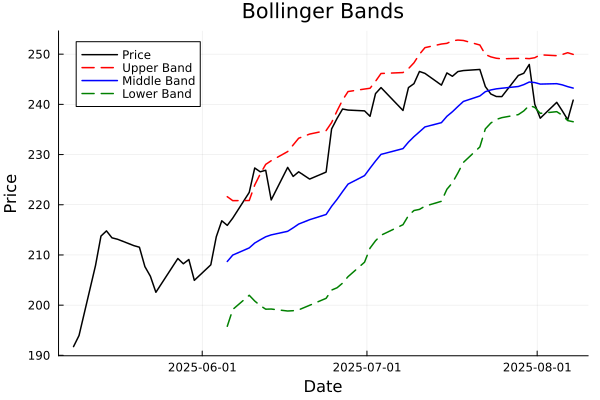 Bollinger Bands
Price
Upper Band
Middle Band
Lower Band
Price
250
240
230
220
210
200
190
2025-06-01
2025-07-01
2025-08-01
Date